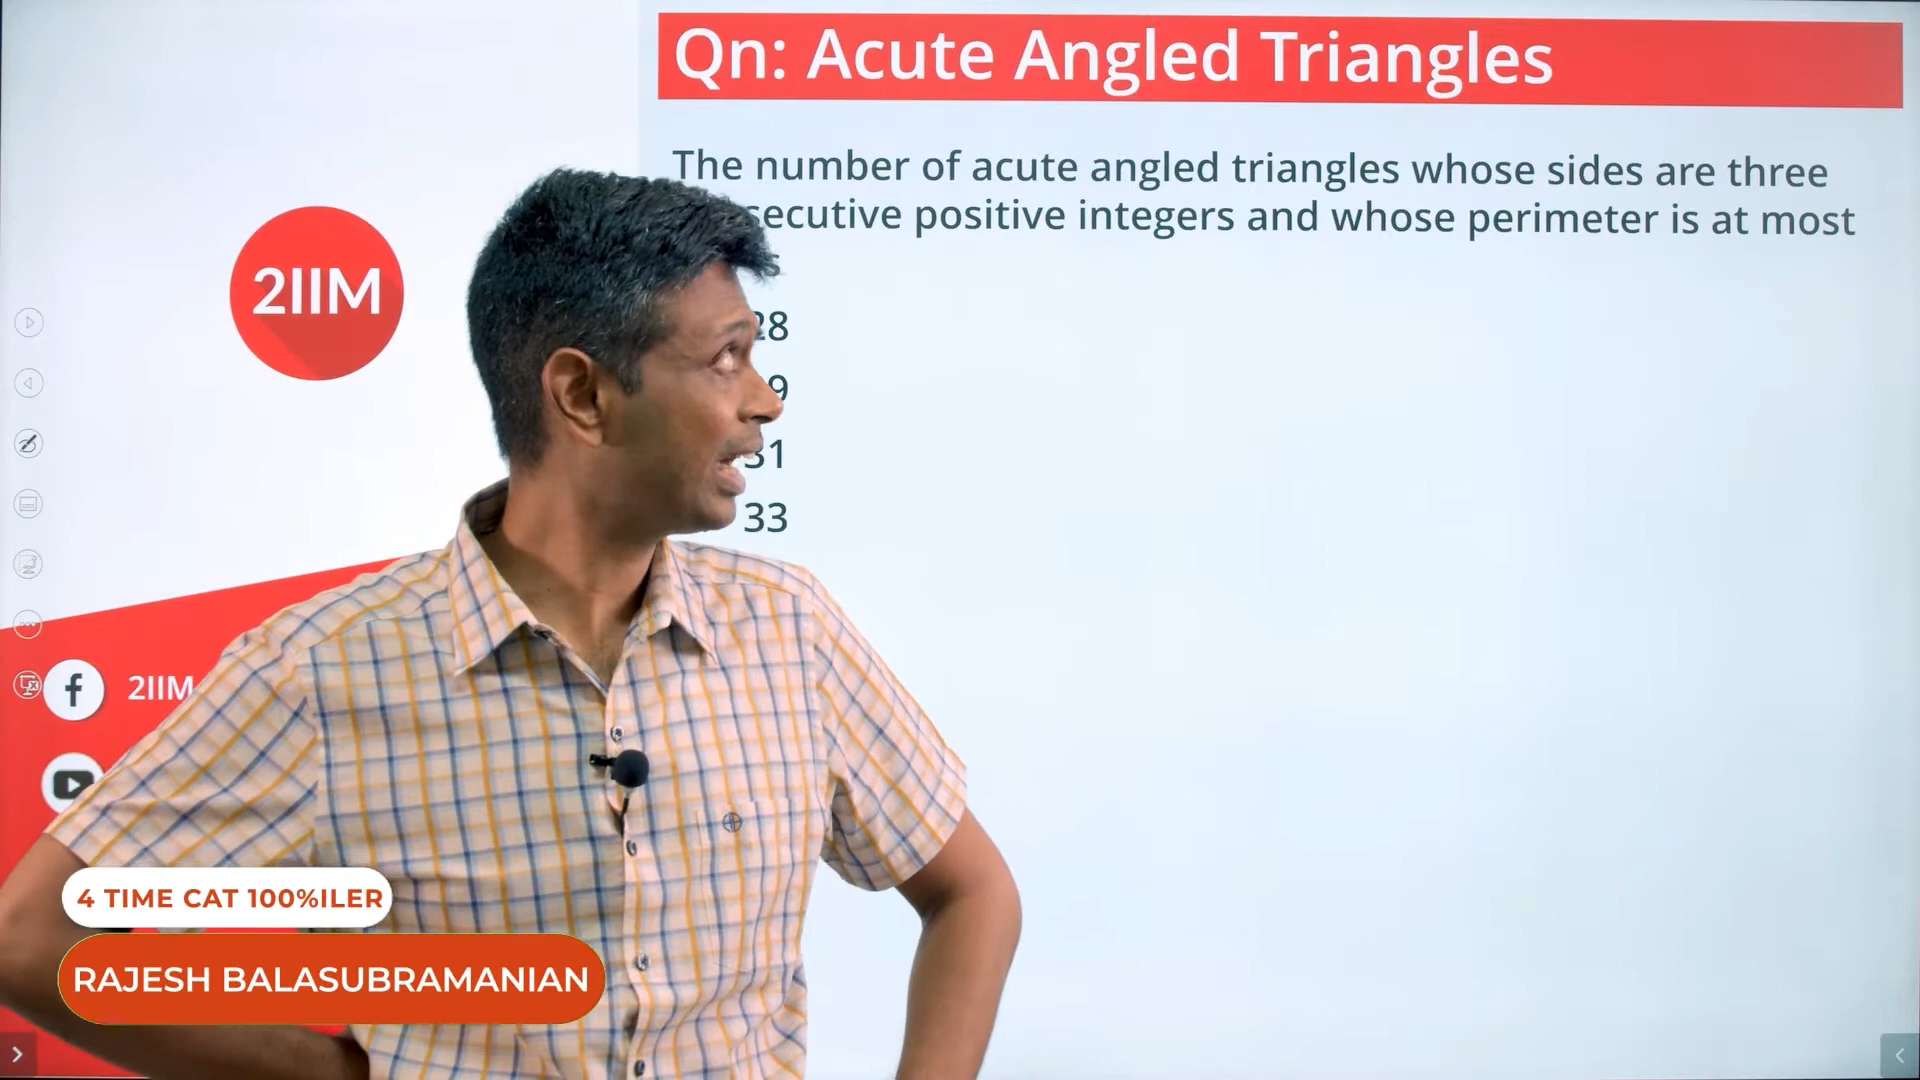 Qn: Acute Angled Triangles
The number of acute angled triangles whose sides are three
secutive positive integers and whose perimeter is at most
28
9
31
33
2IIM
2IIM
4 TIME CAT 100%ILER
RAJESH BALASUBRAMANIAN